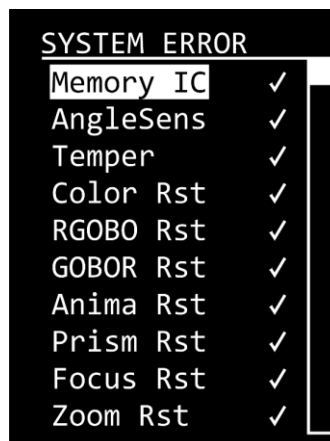 SYSTEM ERROR
Memory IC ✓
AngleSens ✓
Temper ✓
Color Rst ✓
RGOBO Rst ✓
GOBOR Rst ✓
Anima Rst ✓
Prism Rst ✓
Focus Rst ✓
Zoom Rst ✓